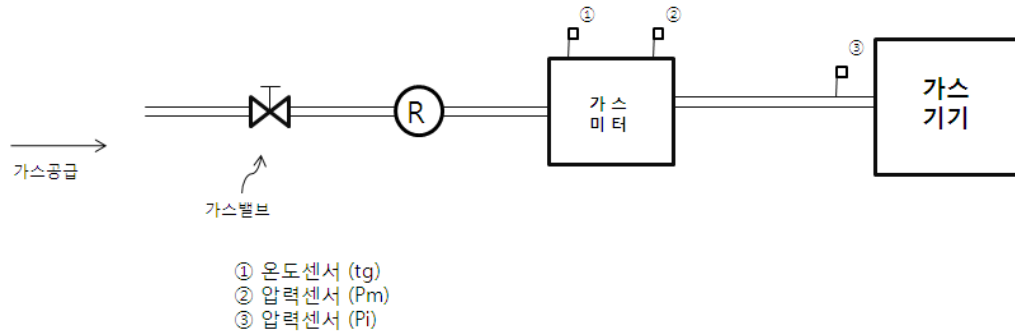 ① ②
③
가스
기기
가 스
미 터
R
가스공급
가스밸브
① 온도센서 (tg)
② 압력센서 (Pm)
③ 압력센서 (Pi)